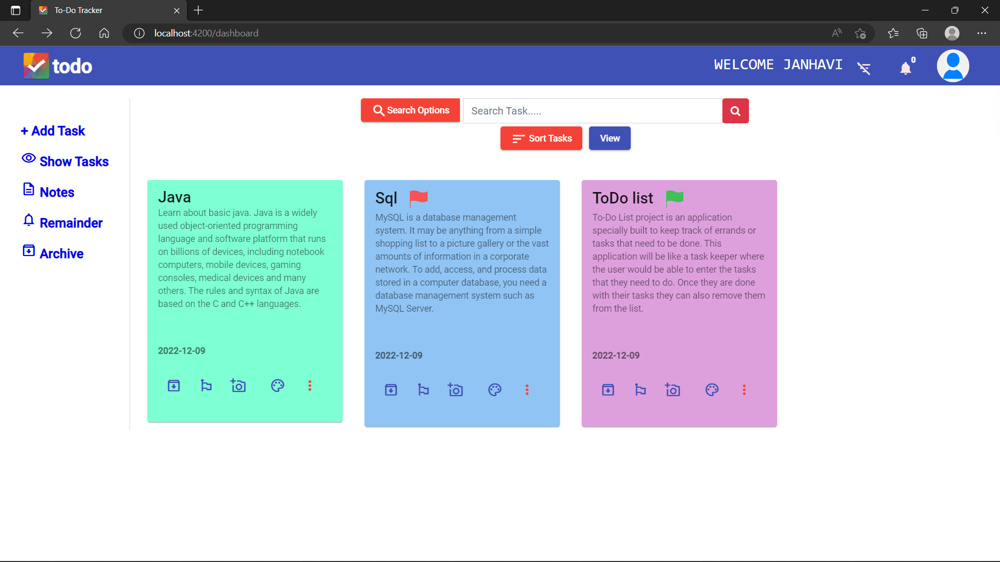 To-Do Tracker
localhost:4200/dashboard
todo
WELCOME JANHAVI
0
Search Options
Search Task.....
Sort Tasks
View
+ Add Task
Show Tasks
Notes
Remainder
Archive
Java
Learn about basic java. Java is a widely
used object-oriented programming
language and software platform that runs
on billions of devices, including notebook
computers, mobile devices, gaming
consoles, medical devices and many
others. The rules and syntax of Java are
based on the C and C++ languages.
2022-12-09
Sql
MySQL is a database management
system. It may be anything from a simple
shopping list to a picture gallery or the vast
amounts of information in a corporate
network. To add, access, and process data
stored in a computer database, you need a
database management system such as
MySQL Server.
2022-12-09
ToDo list
To-Do List project is an application
specially built to keep track of errands or
tasks that need to be done. This
application will be like a task keeper where
the user would be able to enter the tasks
that they need to do. Once they are done
with their tasks they can also remove them
from the list.
2022-12-09